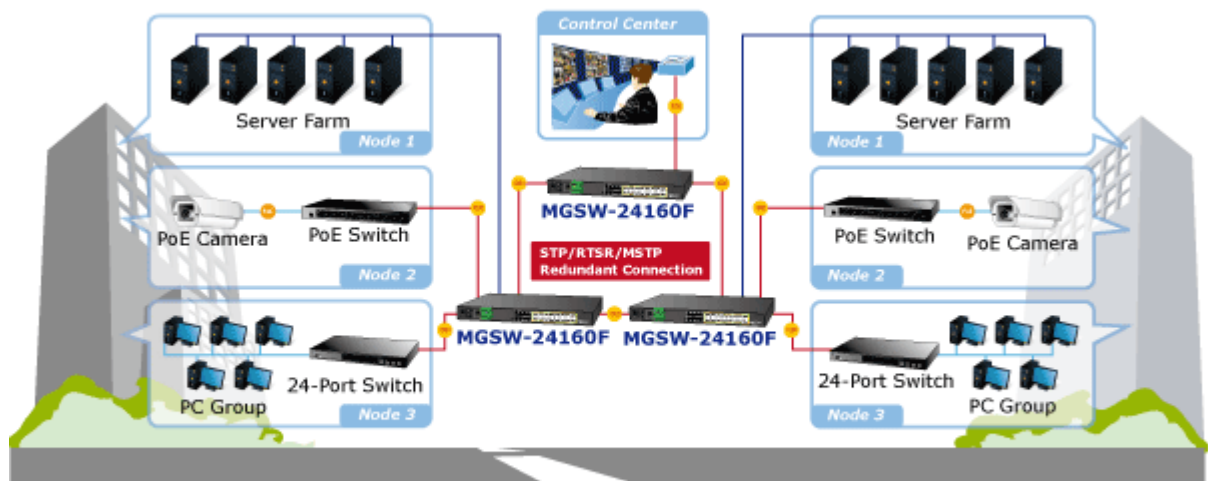 Control Center
Server Farm
Node 1
Server Farm
Node 1
MGSW-24160F
PoE Camera
PoE Switch
Node 2
PoE Switch
PoE Camera
Node 2
STP/RTSR/MSTP
Redundant Connection
MGSW-24160F
MGSW-24160F
24-Port Switch
PC Group
Node 3
24-Port Switch
PC Group
Node 3